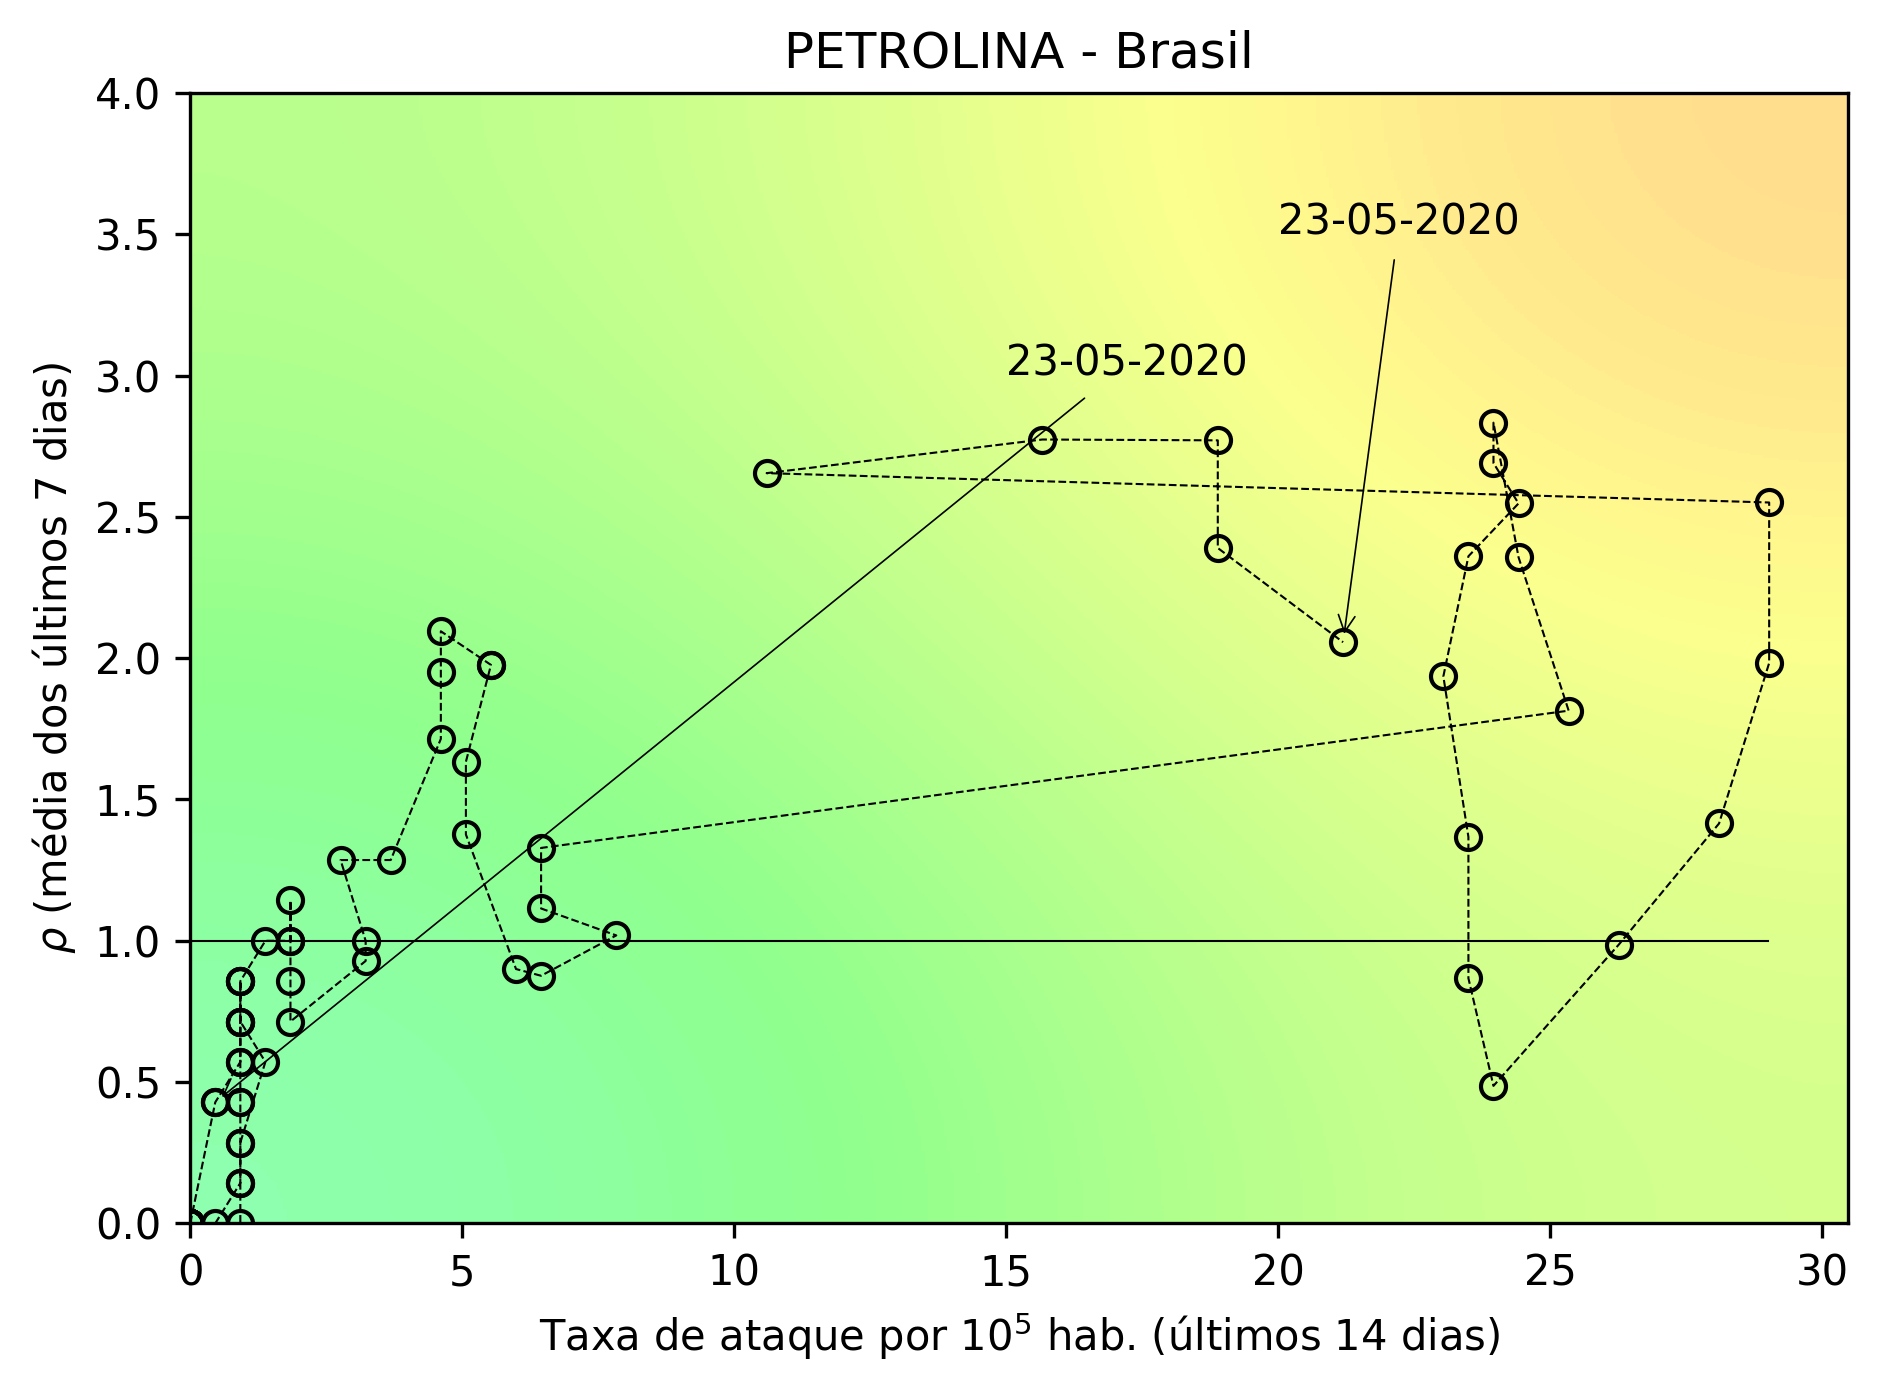 PETROLINA - Brasil
4.0
3.5
3.0
2.5
2.0
1.5
1.0
0.5
0.0
ρ (média dos últimos 7 dias)
23-05-2020
23-05-2020
0 5 10 15 20 25 30
Taxa de ataque por 10⁵ hab. (últimos 14 dias)